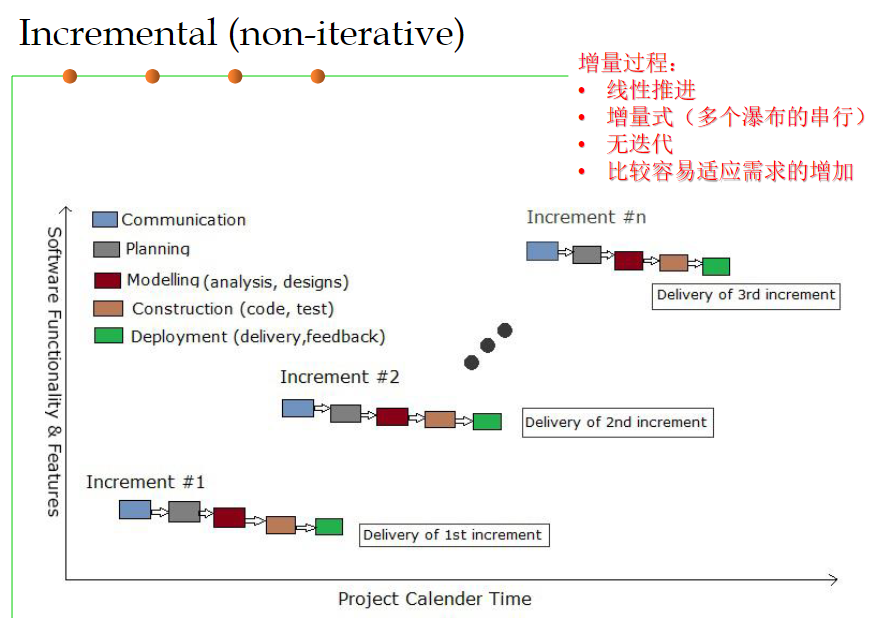 Incremental (non-iterative)
增量过程：
• 线性推进
• 增量式（多个瀑布的串行）
• 无迭代
• 比较容易适应需求的增加
Software Functionality & Features
Communication
Planning
Modelling (analysis, designs)
Construction (code, test)
Deployment (delivery,feedback)
Increment #n
Delivery of 3rd increment
Increment #2
Delivery of 2nd increment
Increment #1
Delivery of 1st increment
Project Calender Time